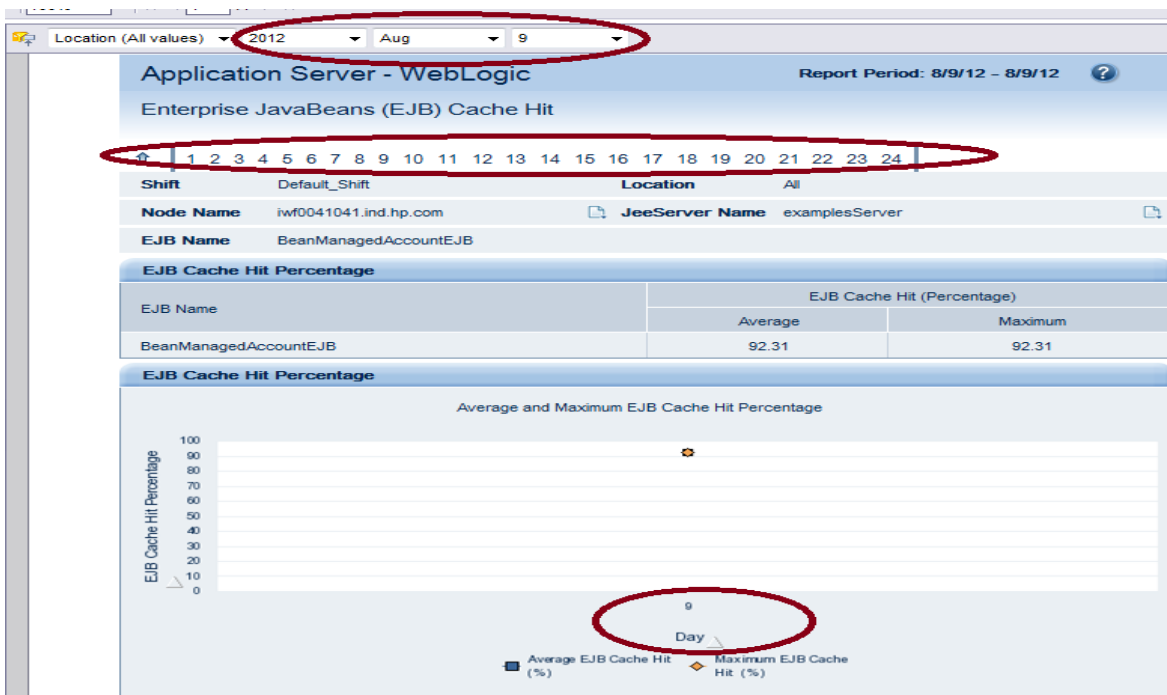 Location (All values) 2012 Aug 9
Application Server - WebLogic Report Period: 8/9/12 - 8/9/12 ?
Enterprise JavaBeans (EJB) Cache Hit
1 2 3 4 5 6 7 8 9 10 11 12 13 14 15 16 17 18 19 20 21 22 23 24
Shift Default_Shift Location All
Node Name iwf0041041.ind.hp.com JeeServer Name examplesServer
EJB Name BeanManagedAccountEJB
EJB Cache Hit Percentage
EJB Name EJB Cache Hit (Percentage)
Average Maximum
BeanManagedAccountEJB 92.31 92.31
EJB Cache Hit Percentage
Average and Maximum EJB Cache Hit Percentage
EJB Cache Hit Percentage
100
90
80
70
60
50
40
30
20
10
0
9
Day
Average EJB Cache Hit (%)
Maximum EJB Cache Hit (%)